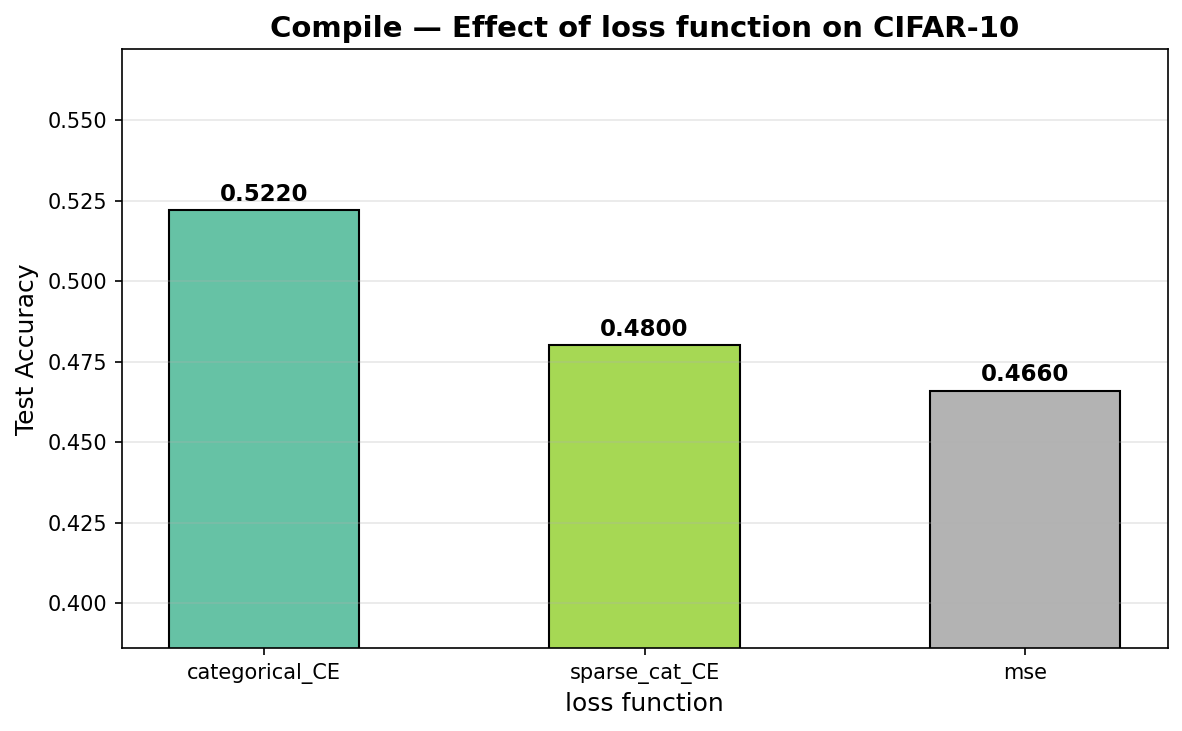 Compile — Effect of loss function on CIFAR-10
Test Accuracy
0.550
0.525
0.500
0.475
0.450
0.425
0.400
0.5220
0.4800
0.4660
categorical_CE
sparse_cat_CE
mse
loss function